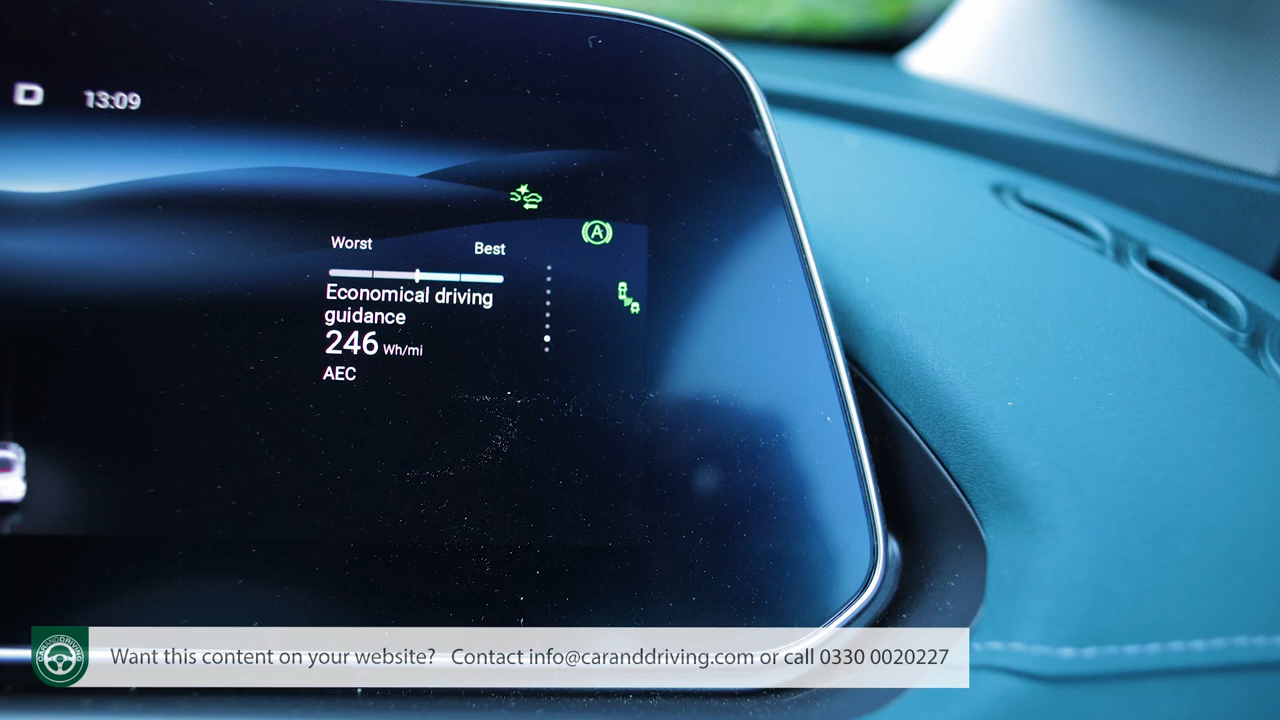 D 13:09
Worst Best
Economical driving
guidance
246 Wh/mi
AEC
A
CARANDDRIVING
Want this content on your website? Contact info@caranddriving.com or call 0330 0020227